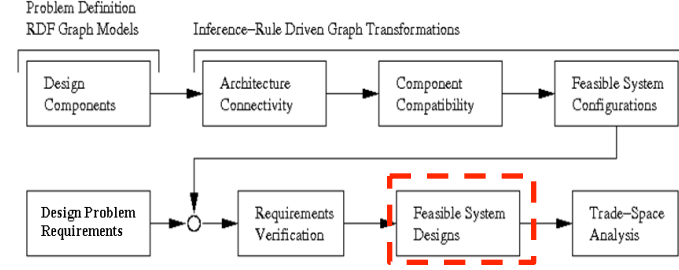 Problem Definition
RDF Graph Models
Inference−Rule Driven Graph Transformations
Design
Components
Architecture
Connectivity
Component
Compatibility
Feasible System
Configurations
Design Problem
Requirements
Requirements
Verification
Feasible System
Designs
Trade−Space
Analysis